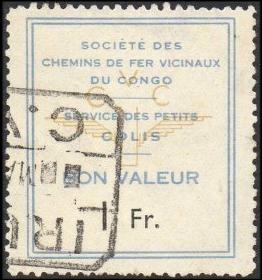 SOCIÉTÉ DES
CHEMINS DE FER VICINAUX
DU CONGO
C V C
SERVICE DES PETITS
COLIS
BON VALEUR
1 Fr.
C.V